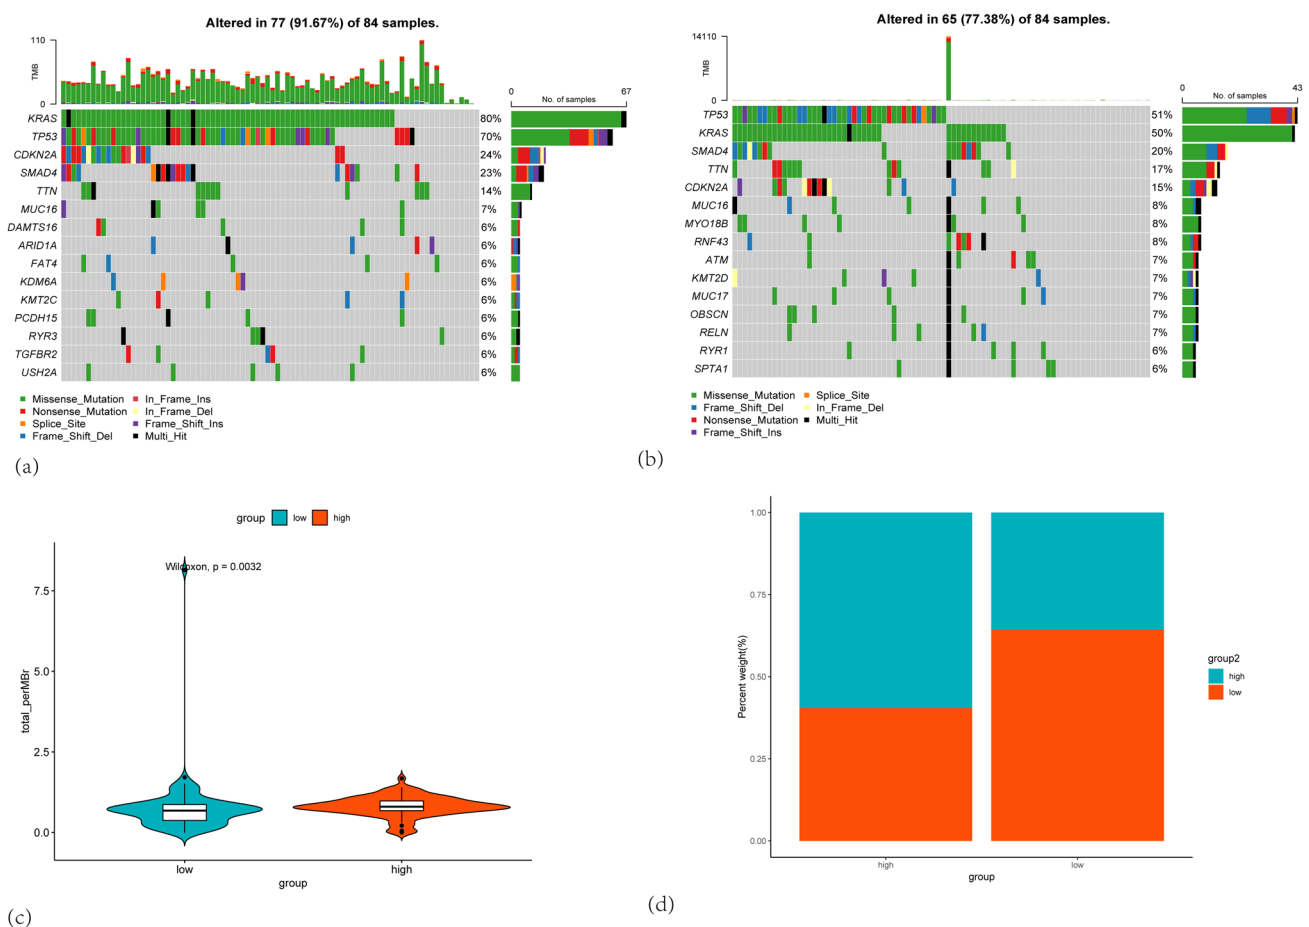 Altered in 77 (91.67%) of 84 samples.
110
TMB
0
0
67
No. of samples
KRAS 80%
TP53 70%
CDKN2A 24%
SMAD4 23%
TTN 14%
MUC16 7%
DAMTS16 6%
ARID1A 6%
FAT4 6%
KDM6A 6%
KMT2C 6%
PCDH15 6%
RYR3 6%
TGFBR2 6%
USH2A 6%
Missense_Mutation In_Frame_Ins
Nonsense_Mutation In_Frame_Del
Splice_Site Frame_Shift_Ins
Frame_Shift_Del Multi_Hit
(a)
Altered in 65 (77.38%) of 84 samples.
14110
TMB
0
0
43
No. of samples
TP53 51%
KRAS 50%
SMAD4 20%
TTN 17%
CDKN2A 15%
MUC16 8%
MYO18B 8%
RNF43 8%
ATM 7%
KMT2D 7%
MUC17 7%
OBSCN 7%
RELN 7%
RYR1 6%
SPTA1 6%
Missense_Mutation Splice_Site
Frame_Shift_Del In_Frame_Del
Nonsense_Mutation Multi_Hit
Frame_Shift_Ins
(b)
group low high
Wilcoxon, p = 0.0032
7.5
5.0
2.5
0.0
total_perMBr
low high
group
(c)
1.00
0.75
0.50
0.25
0.00
Percent weight(%)
high low
group
group2
high
low
(d)